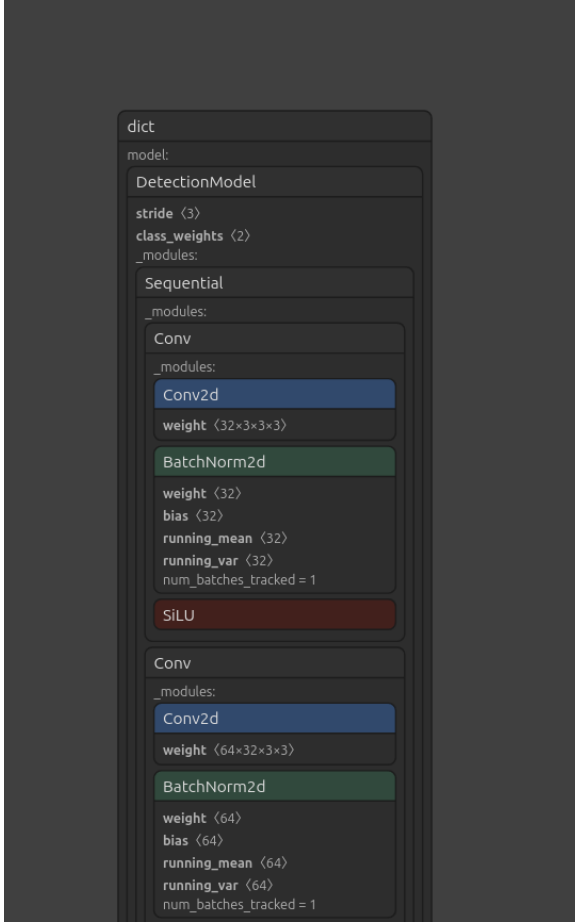 dict
model:
DetectionModel
stride 〈3〉
class_weights 〈2〉
_modules:
Sequential
_modules:
Conv
_modules:
Conv2d
weight 〈32×3×3×3〉
BatchNorm2d
weight 〈32〉
bias 〈32〉
running_mean 〈32〉
running_var 〈32〉
num_batches_tracked = 1
SiLU
Conv
_modules:
Conv2d
weight 〈64×32×3×3〉
BatchNorm2d
weight 〈64〉
bias 〈64〉
running_mean 〈64〉
running_var 〈64〉
num_batches_tracked = 1